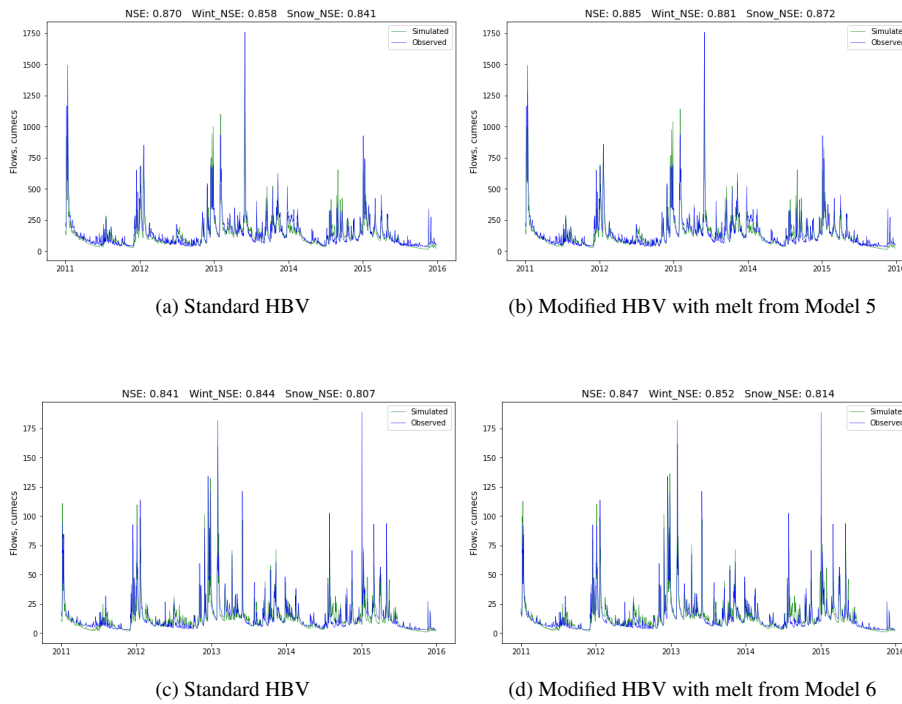 NSE: 0.870 Wint_NSE: 0.858 Snow_NSE: 0.841
Simulated
Observed
Flows, cumecs
1750
1500
1250
1000
750
500
250
0
2011 2012 2013 2014 2015 2016
(a) Standard HBV
NSE: 0.885 Wint_NSE: 0.881 Snow_NSE: 0.872
Simulated
Observed
Flows, cumecs
1750
1500
1250
1000
750
500
250
0
2011 2012 2013 2014 2015 2016
(b) Modified HBV with melt from Model 5
NSE: 0.841 Wint_NSE: 0.844 Snow_NSE: 0.807
Simulated
Observed
Flows, cumecs
175
150
125
100
75
50
25
0
2011 2012 2013 2014 2015 2016
(c) Standard HBV
NSE: 0.847 Wint_NSE: 0.852 Snow_NSE: 0.814
Simulated
Observed
Flows, cumecs
175
150
125
100
75
50
25
0
2011 2012 2013 2014 2015 2016
(d) Modified HBV with melt from Model 6